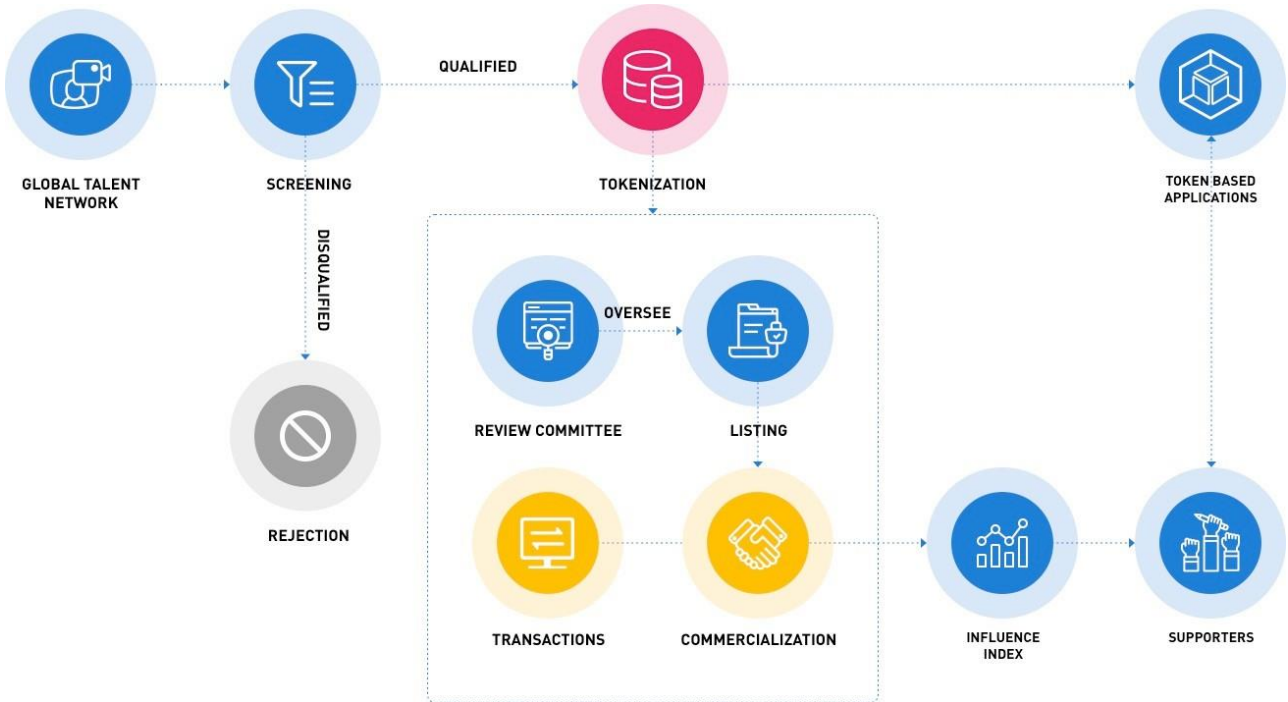 QUALIFIED
GLOBAL TALENT
NETWORK
SCREENING
TOKENIZATION
TOKEN BASED
APPLICATIONS
DISQUALIFIED
OVERSEE
REVIEW COMMITTEE
LISTING
REJECTION
TRANSACTIONS
COMMERCIALIZATION
INFLUENCE
INDEX
SUPPORTERS